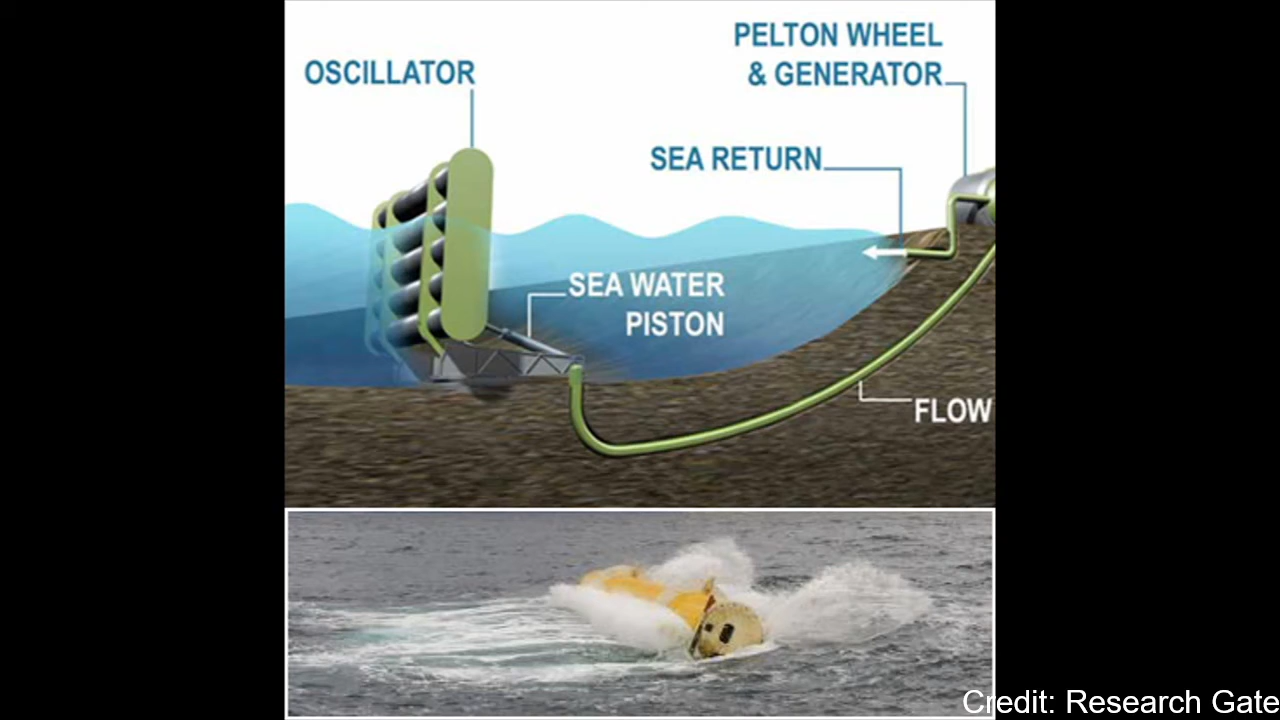 PELTON WHEEL
& GENERATOR
OSCILLATOR
SEA RETURN
SEA WATER
PISTON
FLOW
Credit: Research Gate